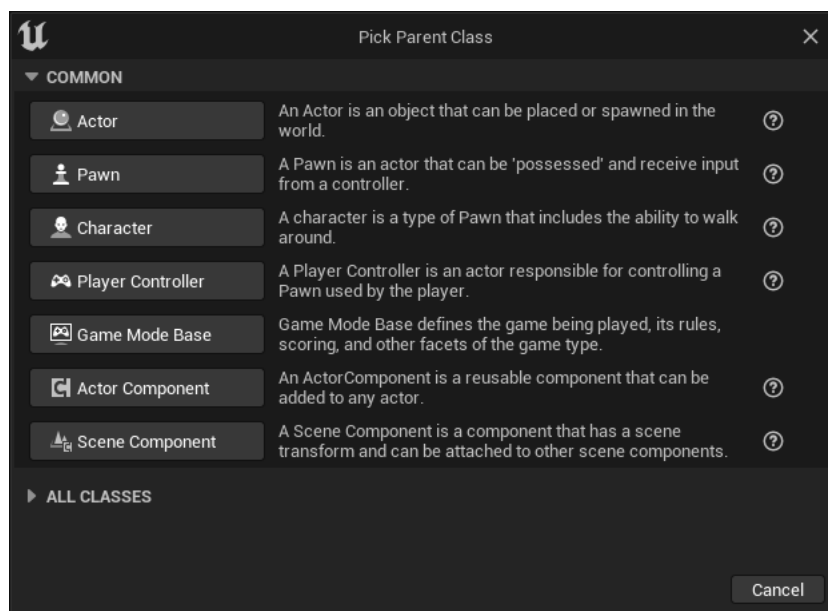 Pick Parent Class
COMMON
Actor
An Actor is an object that can be placed or spawned in the
world.
Pawn
A Pawn is an actor that can be 'possessed' and receive input
from a controller.
Character
A character is a type of Pawn that includes the ability to walk
around.
Player Controller
A Player Controller is an actor responsible for controlling a
Pawn used by the player.
Game Mode Base
Game Mode Base defines the game being played, its rules,
scoring, and other facets of the game type.
Actor Component
An ActorComponent is a reusable component that can be
added to any actor.
Scene Component
A Scene Component is a component that has a scene
transform and can be attached to other scene components.
ALL CLASSES
Cancel